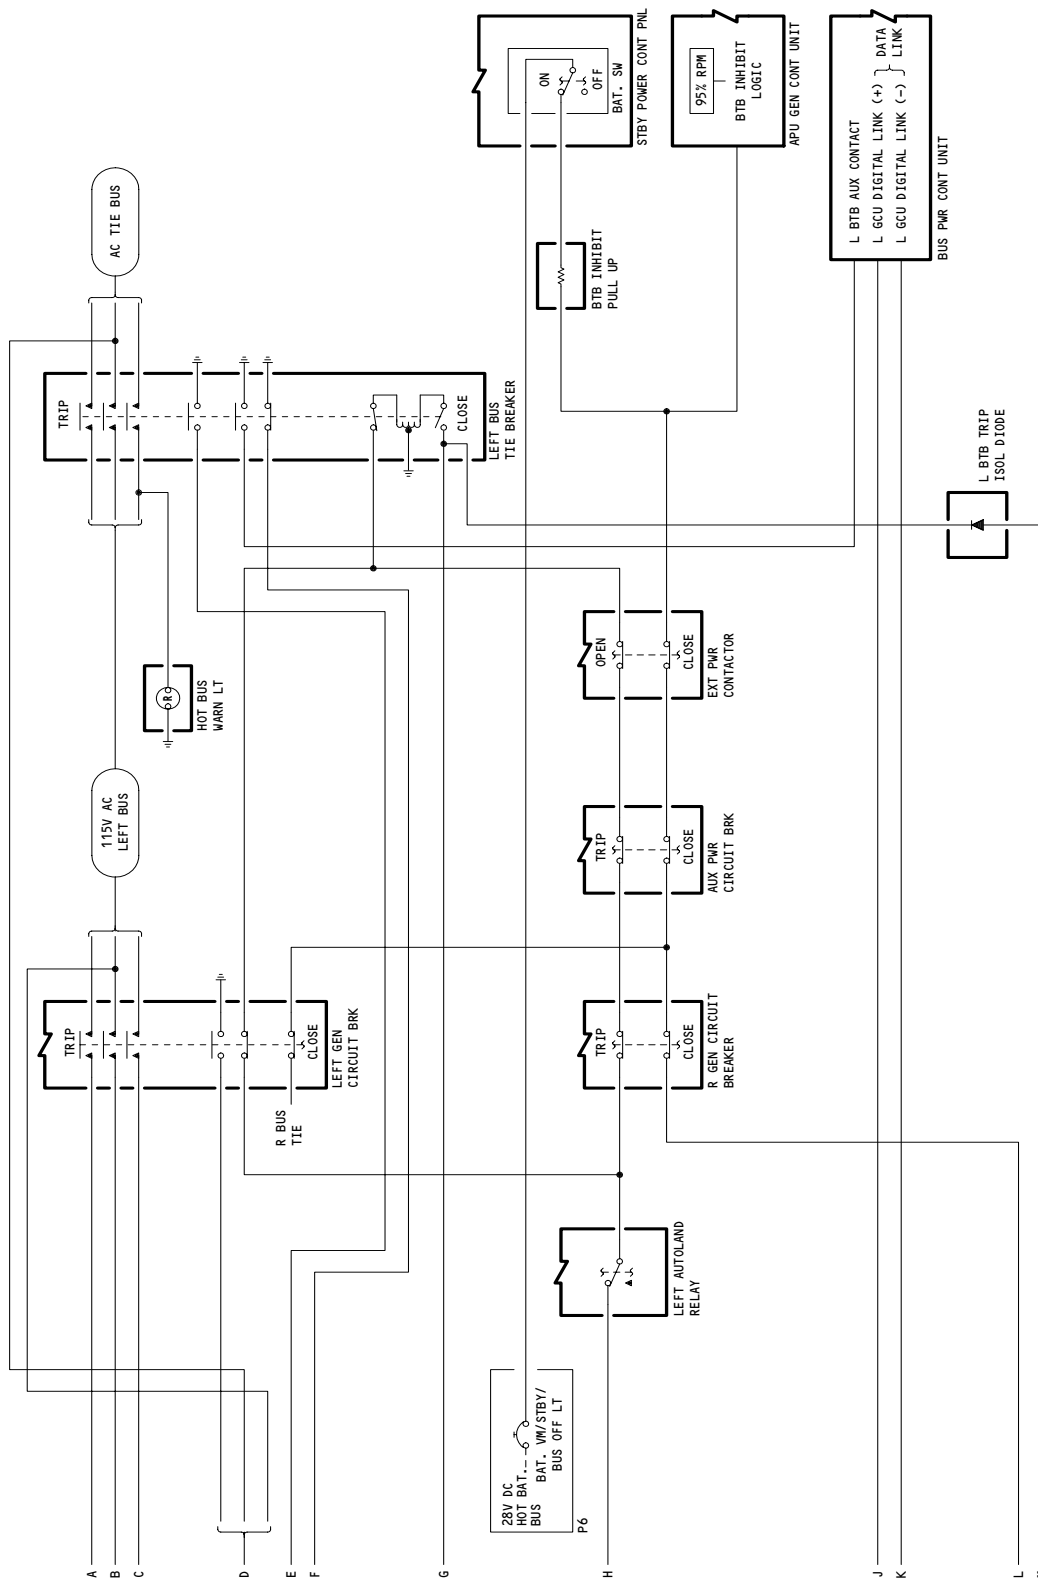 AC TIE BUS
TRIP
CLOSE
LEFT BUS
TIE BREAKER
R
HOT BUS
WARN LT
115V AC
LEFT BUS
TRIP
CLOSE
LEFT GEN
CIRCUIT BRK
R BUS
TIE
ON
OFF
BAT. SW
STBY POWER CONT PNL
95% RPM
BTB INHIBIT
LOGIC
APU GEN CONT UNIT
L BTB AUX CONTACT
L GCU DIGITAL LINK (+)
L GCU DIGITAL LINK (-)
DATA
LINK
BUS PWR CONT UNIT
BTB INHIBIT
PULL UP
L BTB TRIP
ISOL DIODE
OPEN
CLOSE
EXT PWR
CONTACTOR
TRIP
CLOSE
AUX PWR
CIRCUIT BRK
TRIP
CLOSE
R GEN CIRCUIT
BREAKER
LEFT AUTOLAND
RELAY
28V DC
HOT BAT.
BUS
BAT. VM/STBY/
BUS OFF LT
P6
A
B
C
D
E
F
G
H
J
K
L